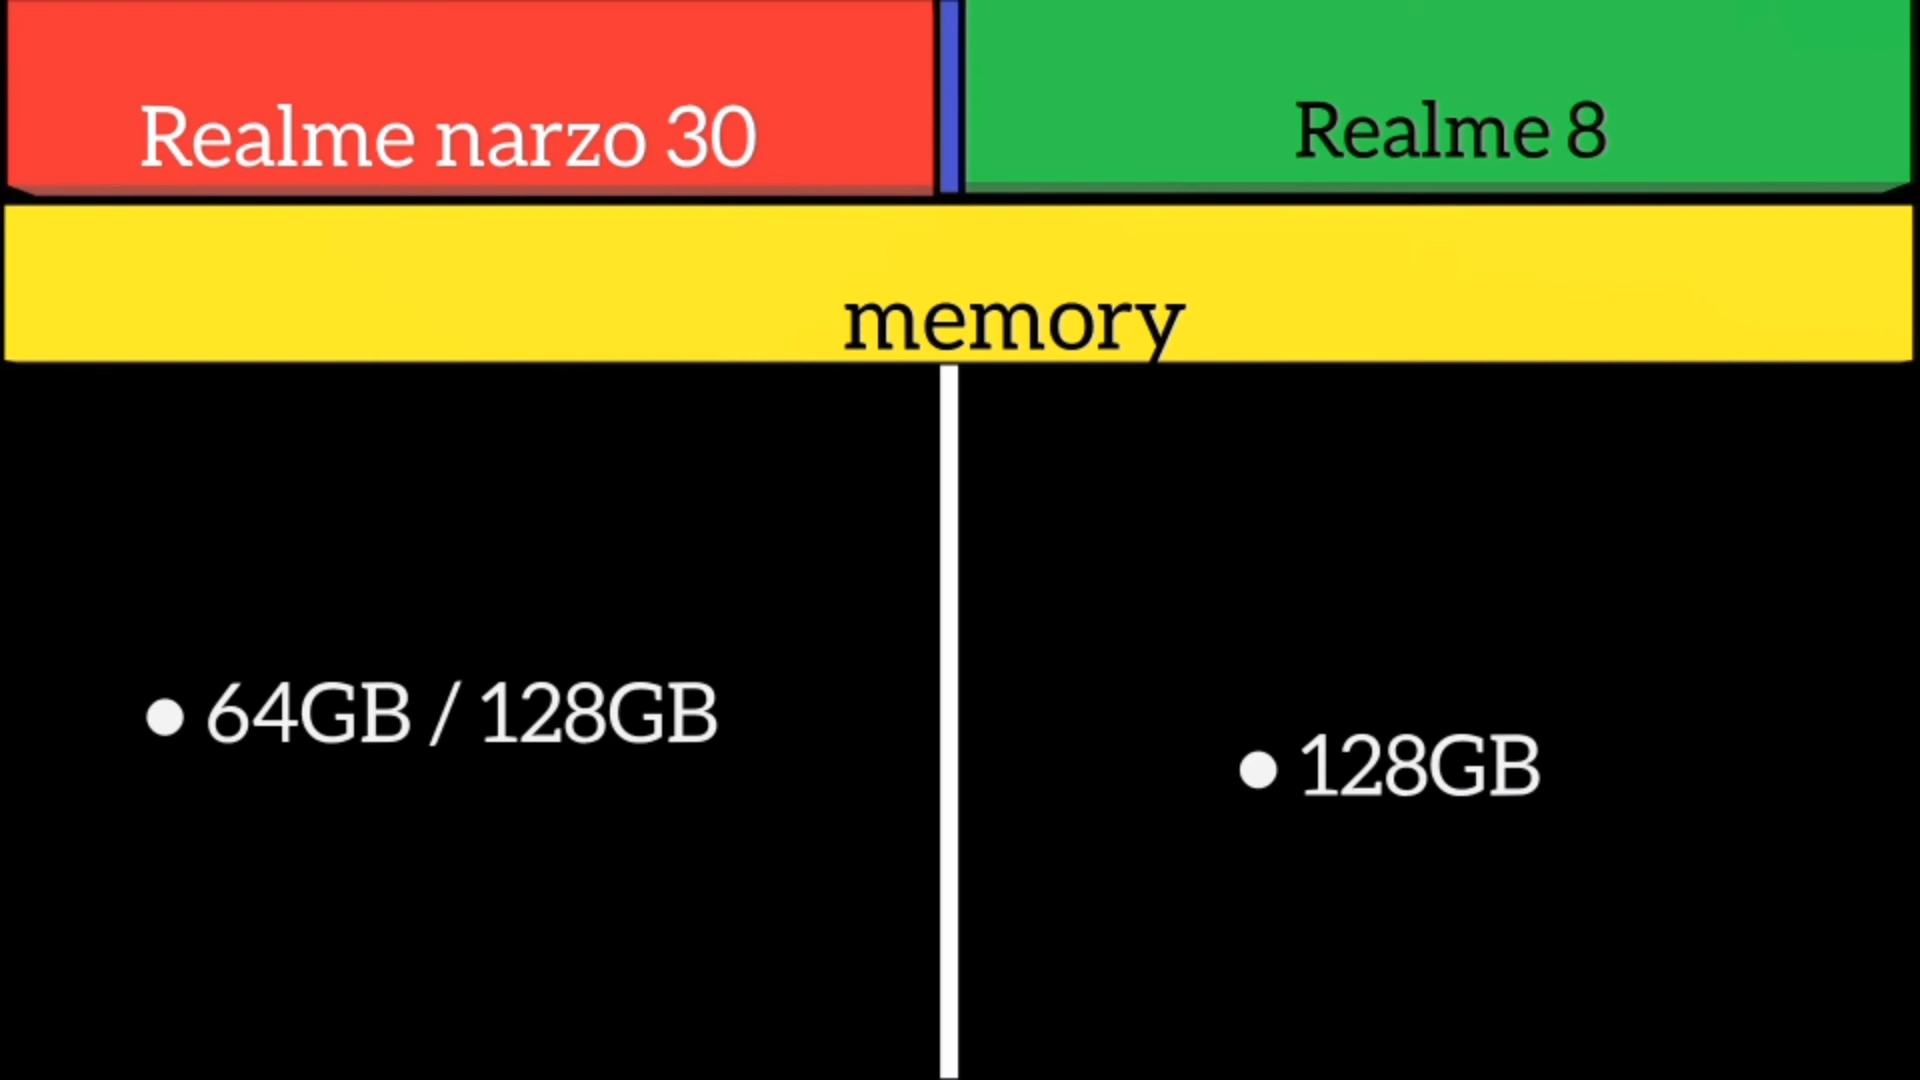 Realme narzo 30
Realme 8
memory
● 64GB / 128GB
● 128GB